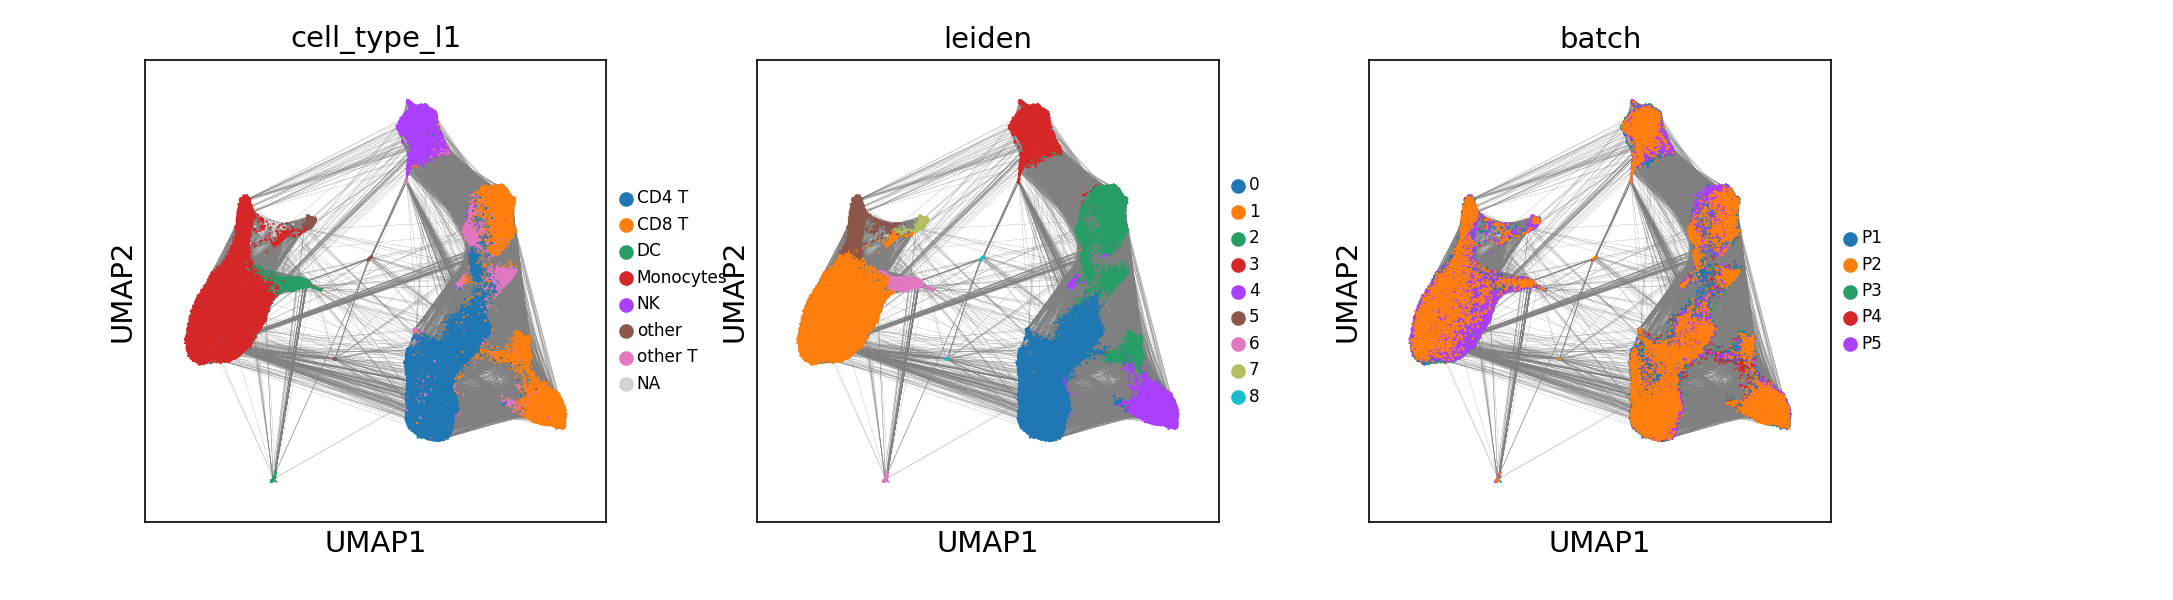 cell_type_l1
UMAP2
UMAP1
CD4 T
CD8 T
DC
Monocytes
NK
other
other T
NA
leiden
UMAP2
UMAP1
0
1
2
3
4
5
6
7
8
batch
UMAP2
UMAP1
P1
P2
P3
P4
P5